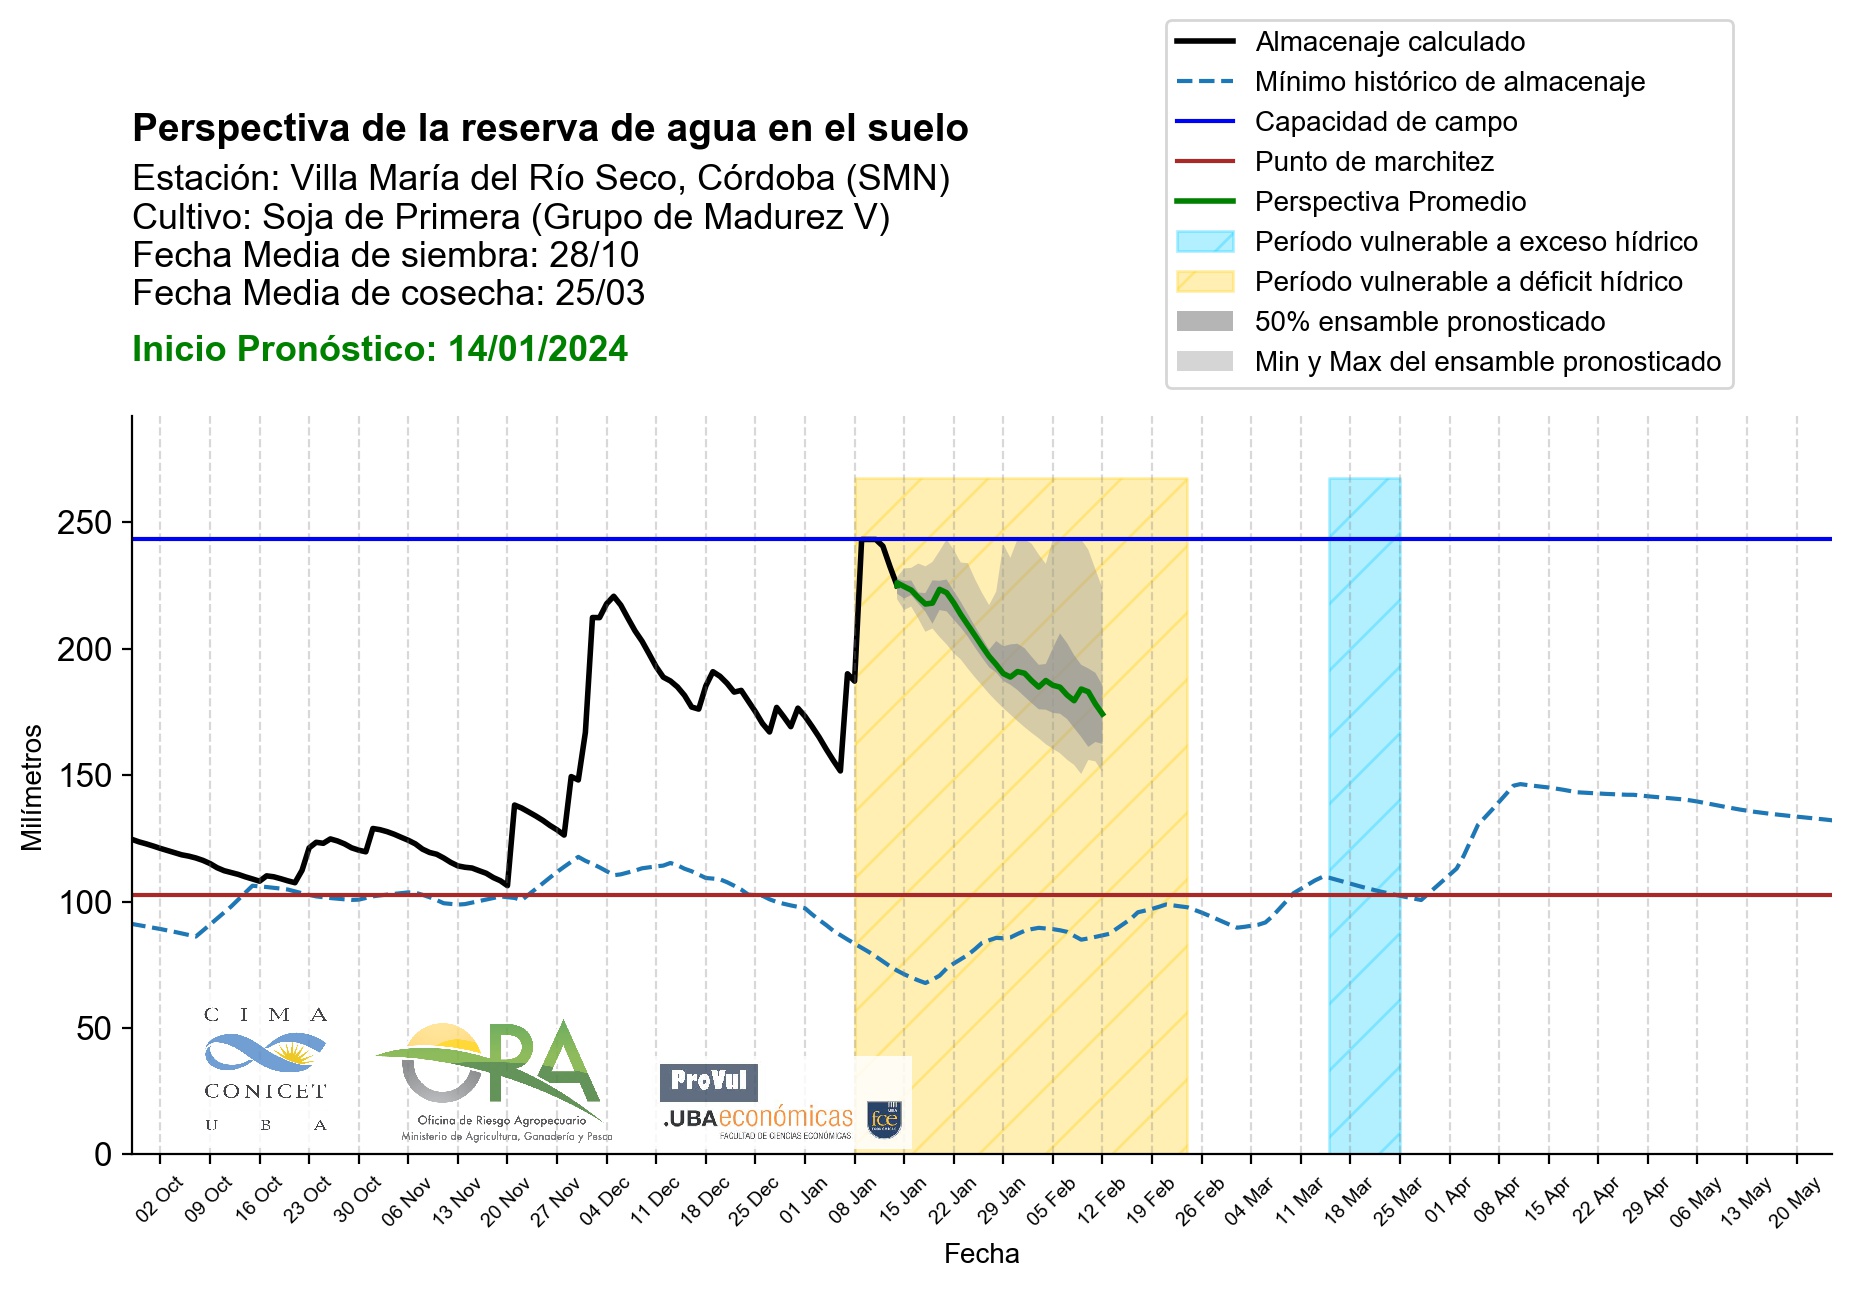 Almacenaje calculado
Mínimo histórico de almacenaje
Capacidad de campo
Punto de marchitez
Perspectiva Promedio
Período vulnerable a exceso hídrico
Período vulnerable a déficit hídrico
50% ensamble pronosticado
Min y Max del ensamble pronosticado
Perspectiva de la reserva de agua en el suelo
Estación: Villa María del Río Seco, Córdoba (SMN)
Cultivo: Soja de Primera (Grupo de Madurez V)
Fecha Media de siembra: 28/10
Fecha Media de cosecha: 25/03
Inicio Pronóstico: 14/01/2024
Milímetros
250
200
150
100
50
0
CIMA
CONICET
UBA
ORA
Oficina de Riesgo Agropecuario
Ministerio de Agricultura, Ganadería y Pesca
ProVul
.UBAeconómicas
FACULTAD DE CIENCIAS ECONÓMICAS
fce
02 Oct
09 Oct
16 Oct
23 Oct
30 Oct
06 Nov
13 Nov
20 Nov
27 Nov
04 Dec
11 Dec
18 Dec
25 Dec
01 Jan
08 Jan
15 Jan
22 Jan
29 Jan
05 Feb
12 Feb
19 Feb
26 Feb
04 Mar
11 Mar
18 Mar
25 Mar
01 Apr
08 Apr
15 Apr
22 Apr
29 Apr
06 May
13 May
20 May
Fecha